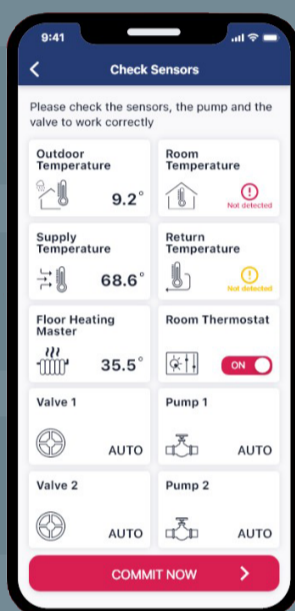 9:41
Check Sensors
Please check the sensors, the pump and the
valve to work correctly
Outdoor
Temperature
9.2°
Room
Temperature
Not detected
Supply
Temperature
68.6°
Return
Temperature
Not detected
Floor Heating
Master
35.5°
Room Thermostat
ON
Valve 1
AUTO
Pump 1
AUTO
Valve 2
AUTO
Pump 2
AUTO
COMMIT NOW